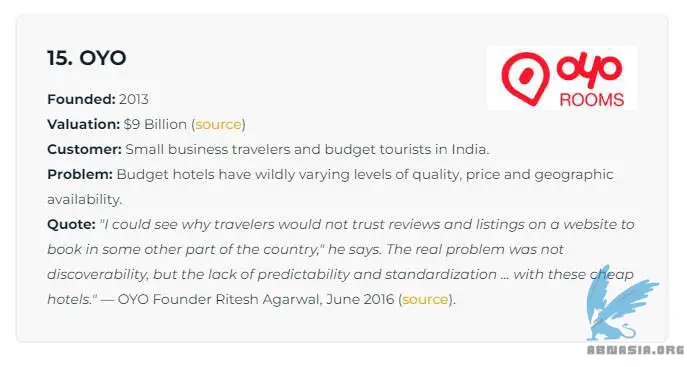 15. OYO
oyo
ROOMS
Founded: 2013
Valuation: $9 Billion (source)
Customer: Small business travelers and budget tourists in India.
Problem: Budget hotels have wildly varying levels of quality, price and geographic
availability.
Quote: "I could see why travelers would not trust reviews and listings on a website to
book in some other part of the country," he says. The real problem was not
discoverability, but the lack of predictability and standardization ... with these cheap
hotels." — OYO Founder Ritesh Agarwal, June 2016 (source).
ABNASIA.ORG